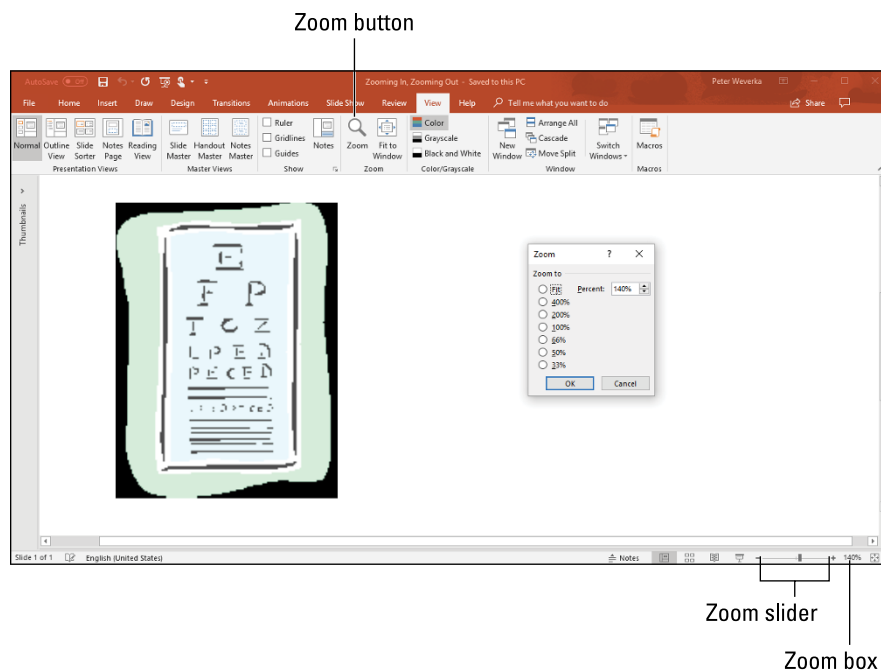 Zoom button
AutoSave Off Zooming In, Zooming Out - Saved to this PC Peter Weverka
File Home Insert Draw Design Transitions Animations Slide Show Review View Help Tell me what you want to do Share
Normal Outline View Slide Sorter Notes Page Reading View
Presentation Views
Slide Master Handout Master Notes Master
Master Views
Ruler
Gridlines
Guides
Notes
Show
Zoom Fit to Window
Zoom
Color
Grayscale
Black and White
Color/Grayscale
New Window
Arrange All
Cascade
Move Split
Switch Windows
Window
Macros
Macros
Thumbnails
E
F P
T C Z
L P E D
P E C F D
Zoom ?
Zoom to
Fit Percent: 140%
400%
200%
100%
66%
50%
33%
OK Cancel
Slide 1 of 1 English (United States) Notes 140%
Zoom slider
Zoom box